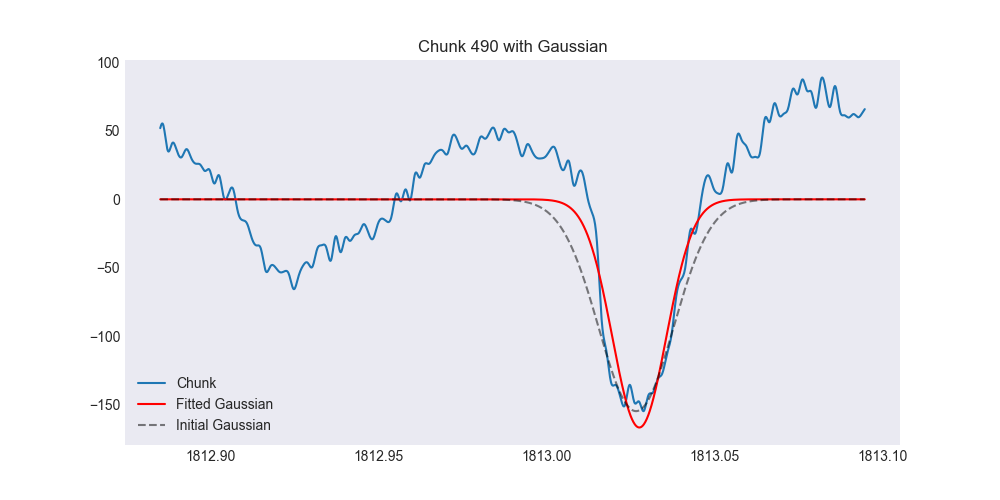 Chunk 490 with Gaussian
100
50
0
−50
−100
−150
Chunk
Fitted Gaussian
Initial Gaussian
1812.90 1812.95 1813.00 1813.05 1813.10